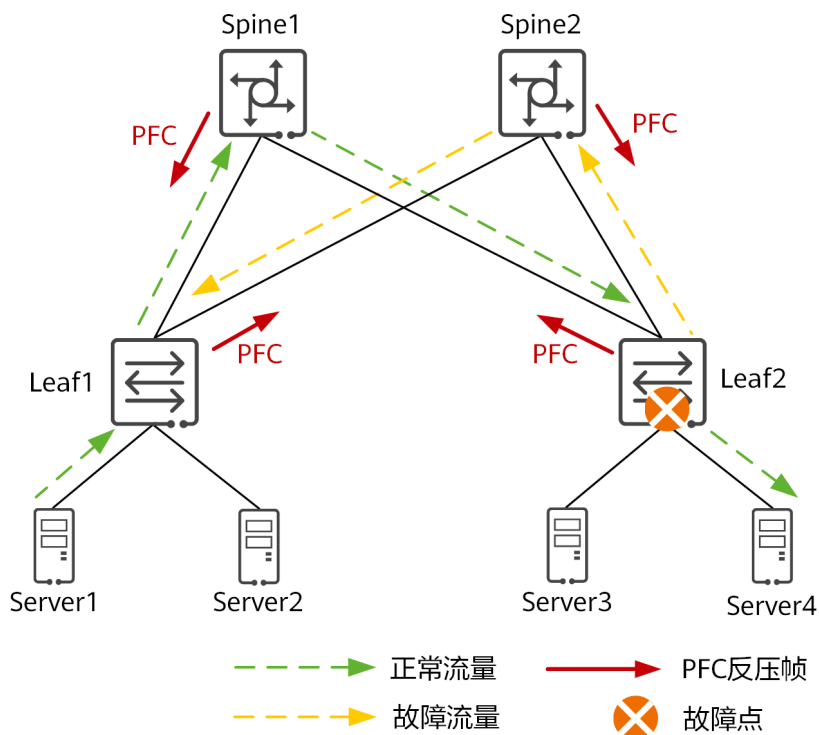 Spine1
Spine2
PFC
PFC
PFC
PFC
Leaf1
Leaf2
Server1
Server2
Server3
Server4
正常流量
PFC反压帧
故障流量
故障点